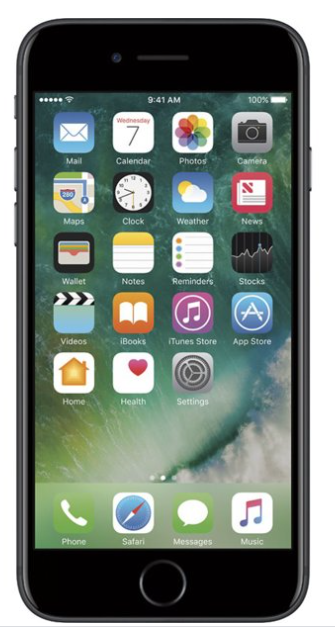 9:41 AM 100%
Wednesday
7
Mail Calendar Photos Camera
280
Maps Clock Weather News
Wallet Notes Reminders Stocks
Videos iBooks iTunes Store App Store
Home Health Settings
Phone Safari Messages Music